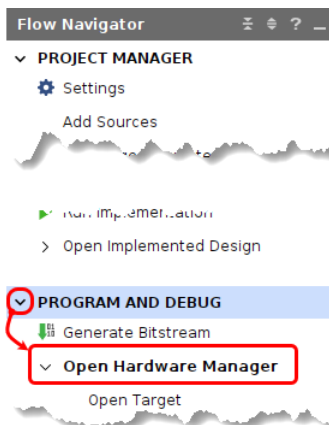 Flow Navigator
PROJECT MANAGER
Settings
Add Sources
Open Implemented Design
PROGRAM AND DEBUG
Generate Bitstream
Open Hardware Manager
Open Target